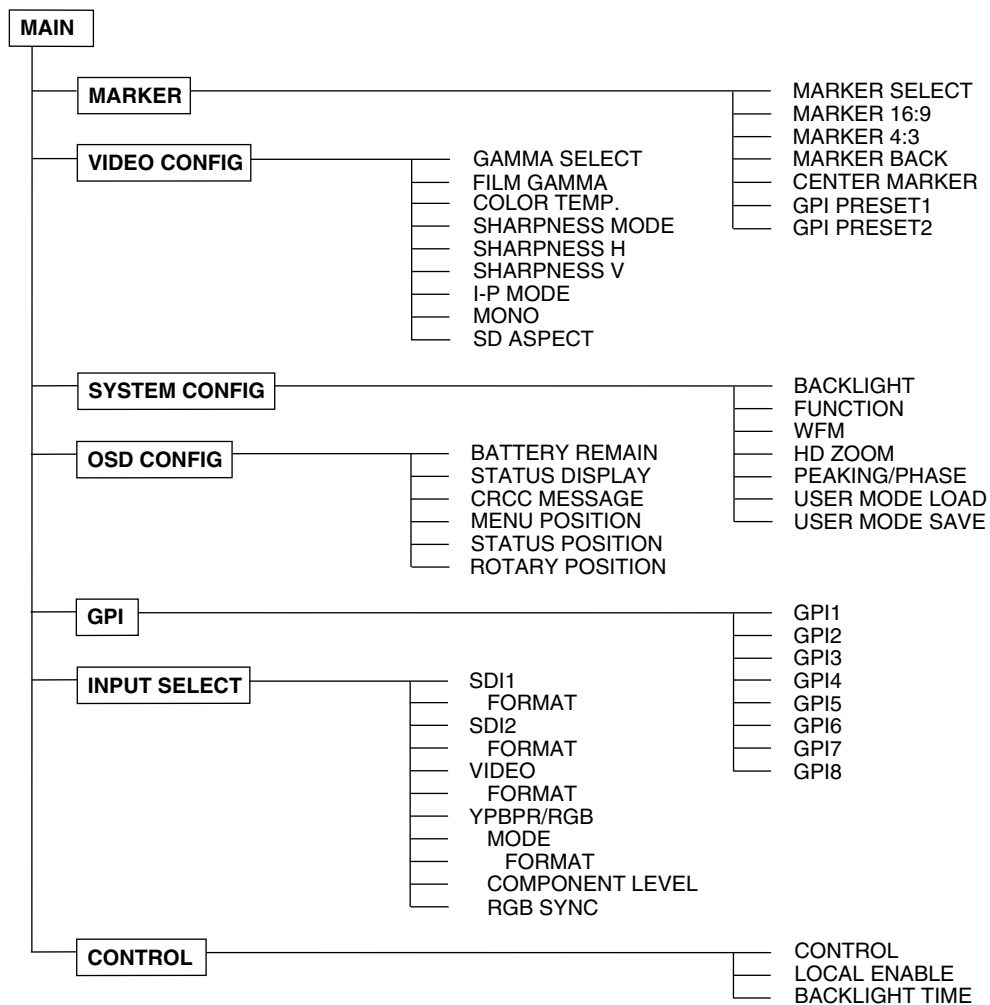 MAIN
MARKER
MARKER SELECT
MARKER 16:9
MARKER 4:3
MARKER BACK
CENTER MARKER
GPI PRESET1
GPI PRESET2
VIDEO CONFIG
GAMMA SELECT
FILM GAMMA
COLOR TEMP.
SHARPNESS MODE
SHARPNESS H
SHARPNESS V
I-P MODE
MONO
SD ASPECT
SYSTEM CONFIG
BACKLIGHT
FUNCTION
WFM
HD ZOOM
PEAKING/PHASE
USER MODE LOAD
USER MODE SAVE
OSD CONFIG
BATTERY REMAIN
STATUS DISPLAY
CRCC MESSAGE
MENU POSITION
STATUS POSITION
ROTARY POSITION
GPI
GPI1
GPI2
GPI3
GPI4
GPI5
GPI6
GPI7
GPI8
INPUT SELECT
SDI1
FORMAT
SDI2
FORMAT
VIDEO
FORMAT
YPBPR/RGB
MODE
FORMAT
COMPONENT LEVEL
RGB SYNC
CONTROL
CONTROL
LOCAL ENABLE
BACKLIGHT TIME